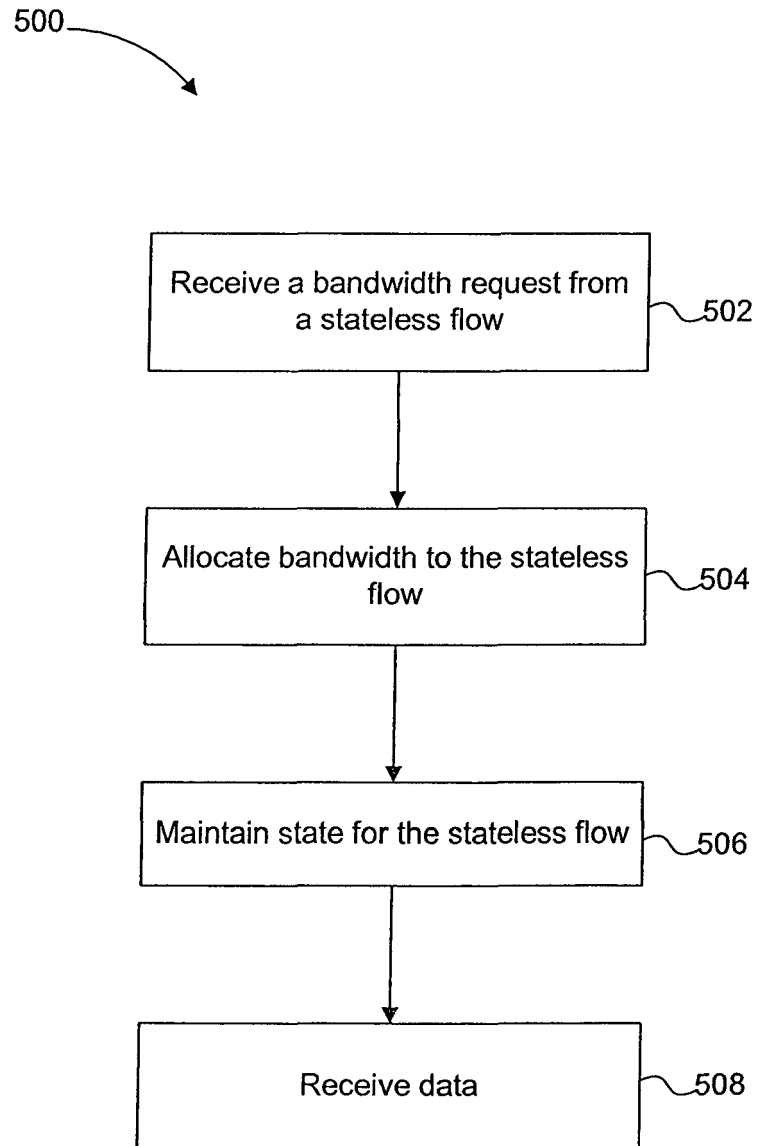 500
Receive a bandwidth request from
a stateless flow
502
Allocate bandwidth to the stateless
flow
504
Maintain state for the stateless flow
506
Receive data
508